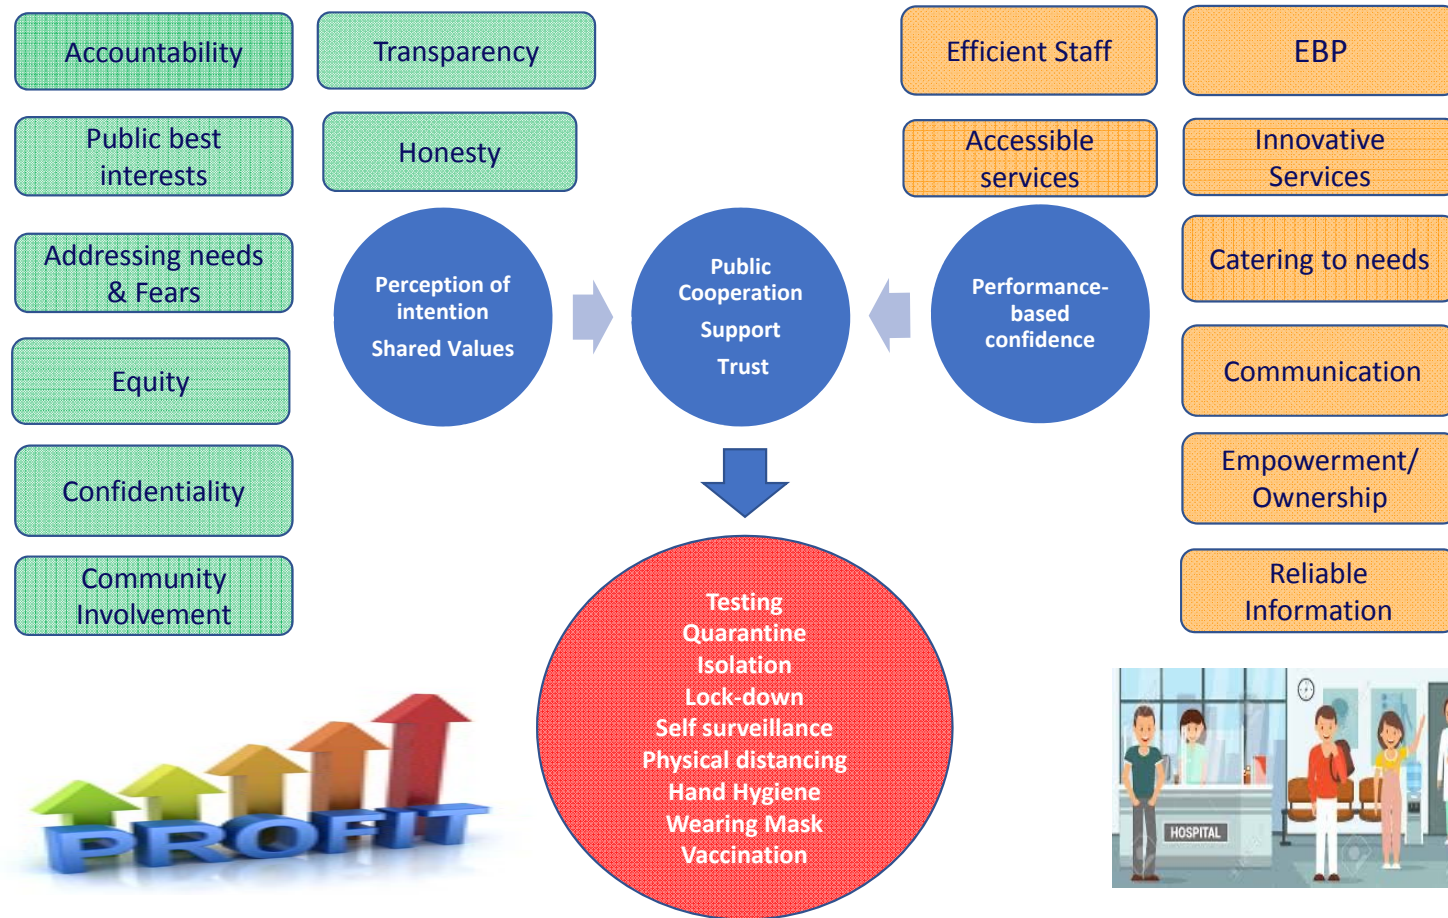 Accountability
Transparency
Efficient Staff
EBP
Public best
interests
Honesty
Accessible
services
Innovative
Services
Addressing needs
& Fears
Catering to needs
Perception of
intention
Shared Values
Public
Cooperation
Support
Trust
Performance-
based
confidence
Equity
Communication
Confidentiality
Empowerment/
Ownership
Community
Involvement
Reliable
Information
Testing
Quarantine
Isolation
Lock-down
Self surveillance
Physical distancing
Hand Hygiene
Wearing Mask
Vaccination
PROFIT
HOSPITAL